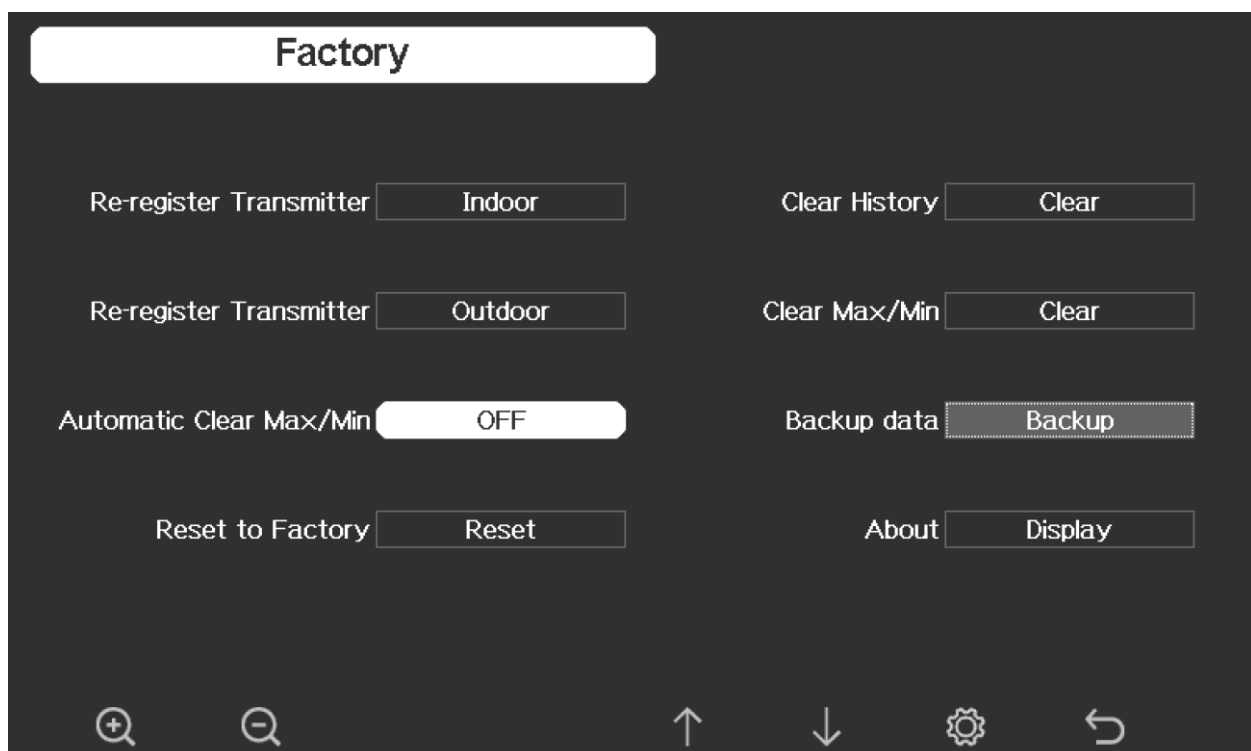 Factory
Re-register Transmitter Indoor
Clear History Clear
Re-register Transmitter Outdoor
Clear Max/Min Clear
Automatic Clear Max/Min OFF
Backup data Backup
Reset to Factory Reset
About Display